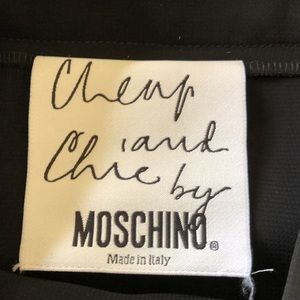 Cheap
and
Chic by
MOSCHINO®
Made in Italy